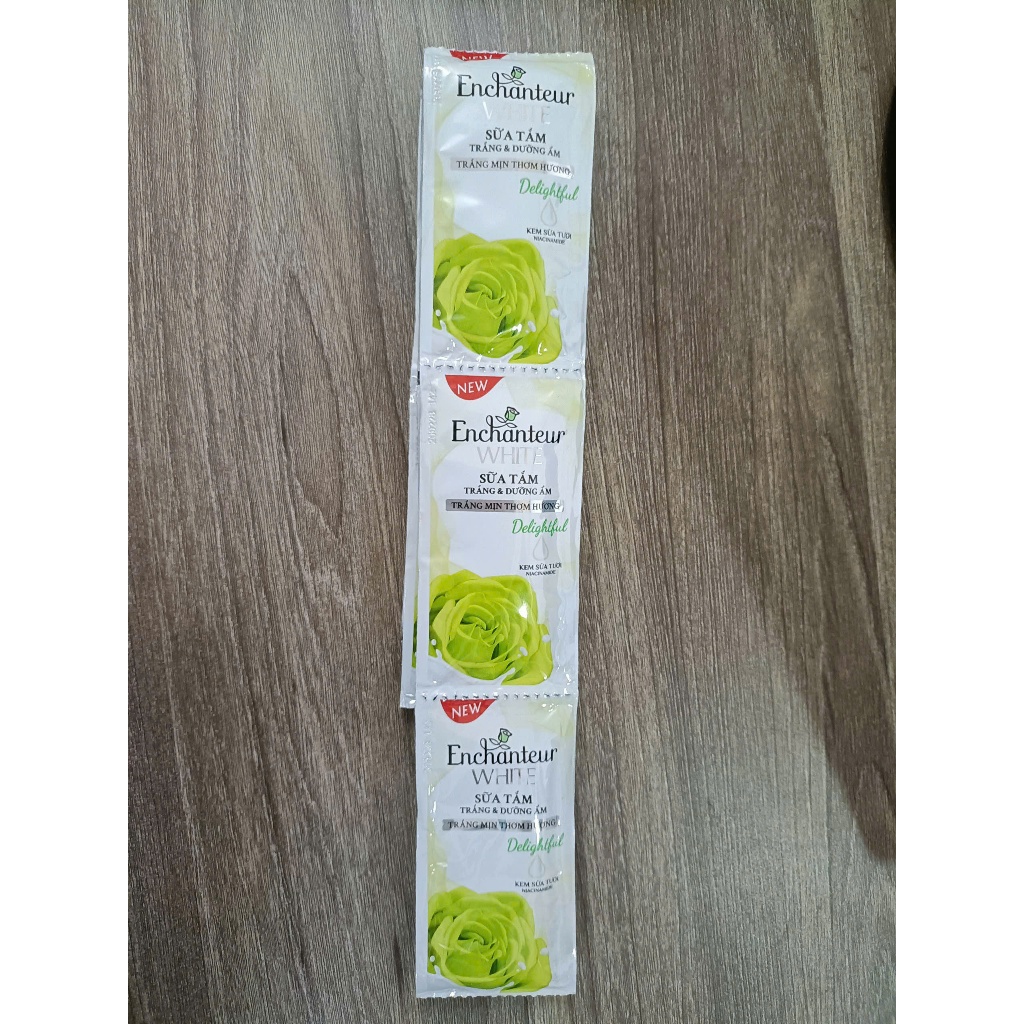 NEW
Enchanteur
WHITE
SỮA TẮM
TRẮNG & DƯỠNG ẨM
TRẮNG MỊN THƠM HƯƠNG
Delightful
KEM SỮA TƯƠI
NIACINAMIDE
NEW
Enchanteur
WHITE
SỮA TẮM
TRẮNG & DƯỠNG ẨM
TRẮNG MỊN THƠM HƯƠNG
Delightful
KEM SỮA TƯƠI
NIACINAMIDE
NEW
Enchanteur
WHITE
SỮA TẮM
TRẮNG & DƯỠNG ẨM
TRẮNG MỊN THƠM HƯƠNG
Delightful
KEM SỮA TƯƠI
NIACINAMIDE